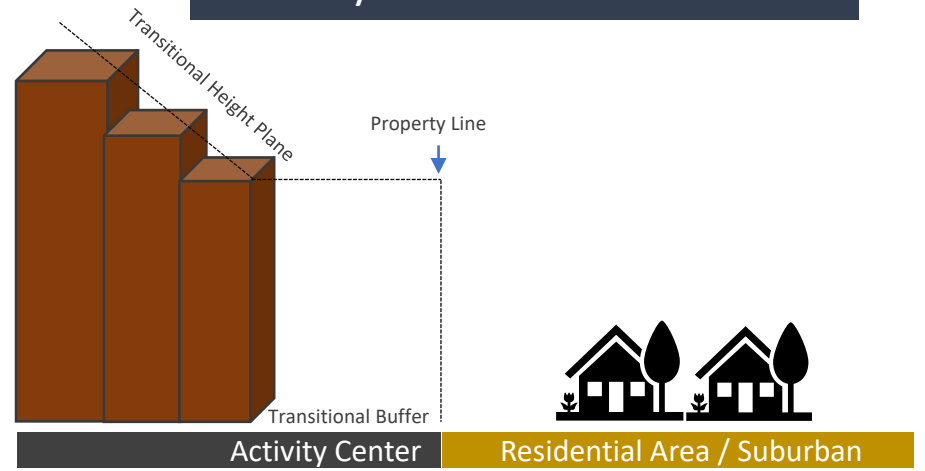 Transitional Height Plane
Property Line
Transitional Buffer
Activity Center
Residential Area / Suburban